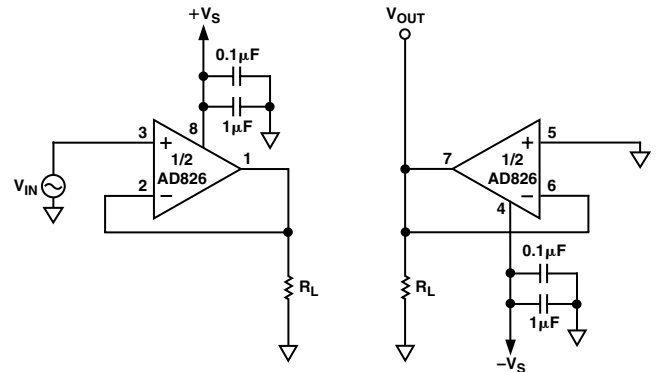 +VS
VOUT
0.1μF
1μF
3
8
+
1/2
AD826
1
2
−
VIN
RL
7
5
+
1/2
AD826
6
−
4
0.1μF
1μF
RL
−VS